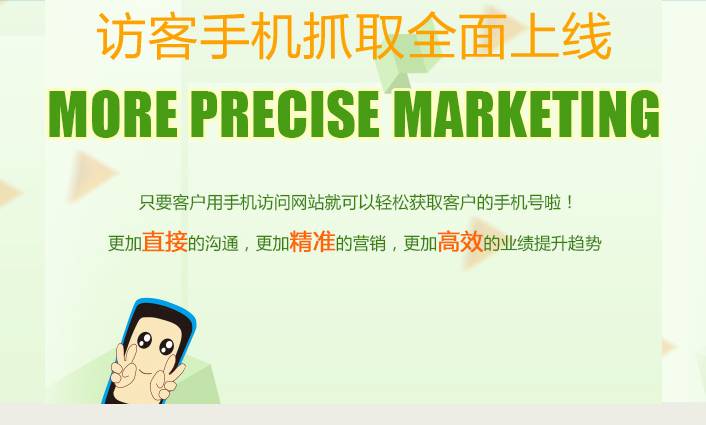 访客手机抓取全面上线
MORE PRECISE MARKETING
只要客户用手机访问网站就可以轻松获取客户的手机号啦！
更加直接的沟通，更加精准的营销，更加高效的业绩提升趋势